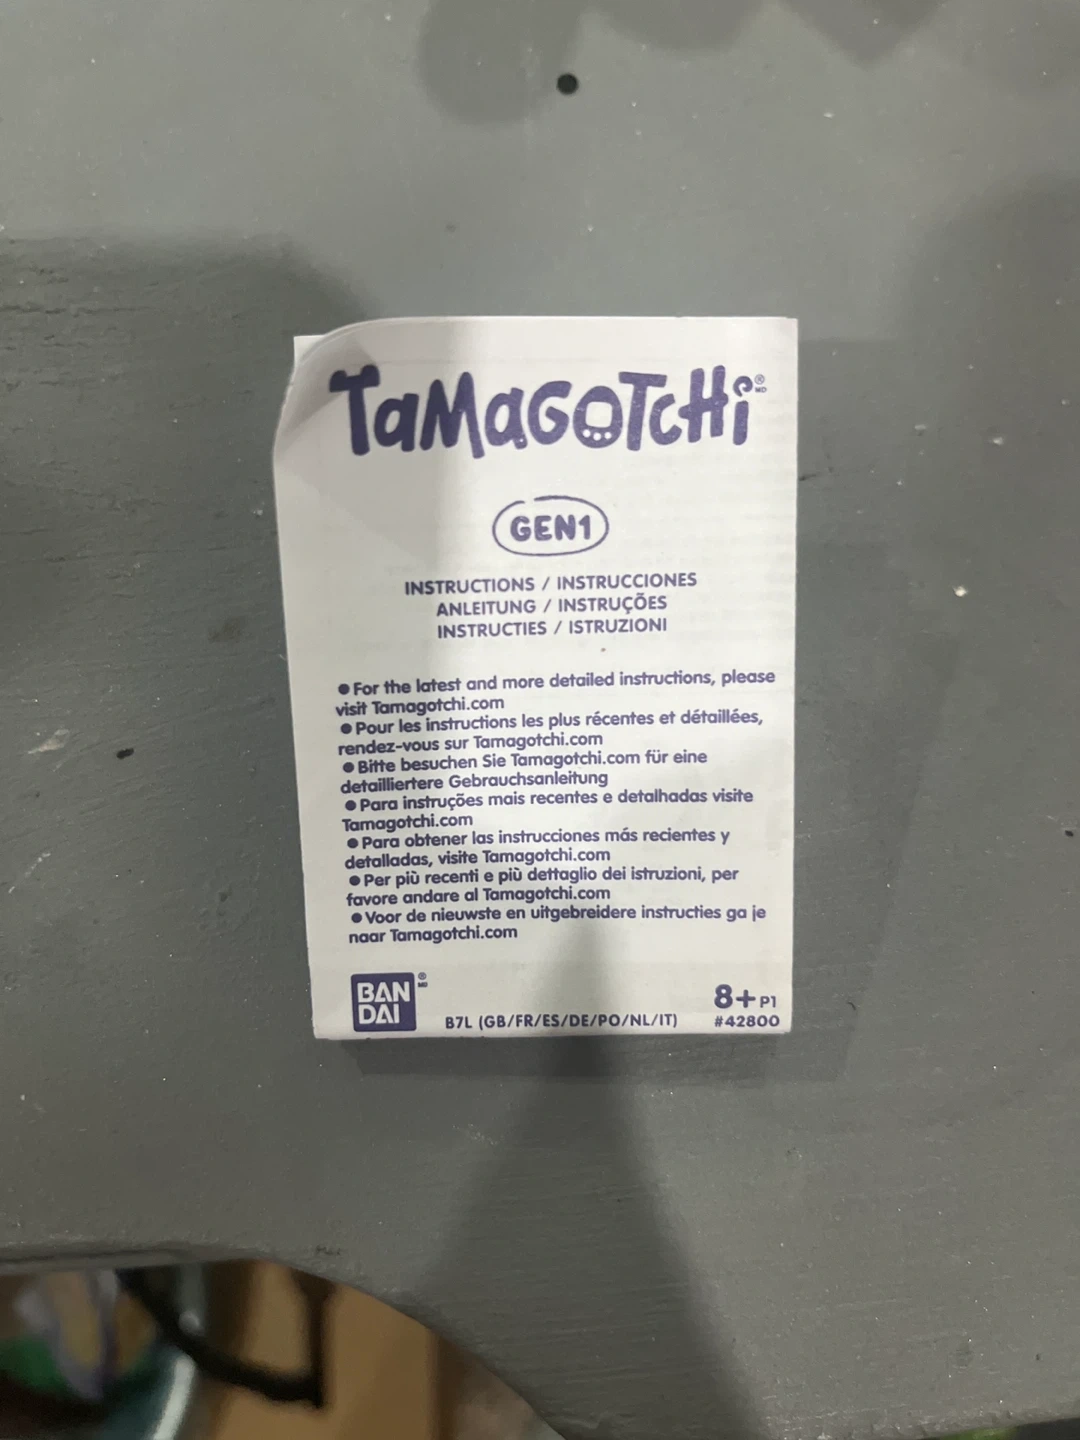 TaMaGoTcHi® MD
GEN1
INSTRUCTIONS / INSTRUCCIONES
ANLEITUNG / INSTRUÇÕES
INSTRUCTIES / ISTRUZIONI
● For the latest and more detailed instructions, please
visit Tamagotchi.com
● Pour les instructions les plus récentes et détaillées,
rendez-vous sur Tamagotchi.com
● Bitte besuchen Sie Tamagotchi.com für eine
detailliertere Gebrauchsanleitung
● Para instruções mais recentes e detalhadas visite
Tamagotchi.com
● Para obtener las instrucciones más recientes y
detalladas, visite Tamagotchi.com
● Per più recenti e più dettaglio dei istruzioni, per
favore andare al Tamagotchi.com
● Voor de nieuwste en uitgebreidere instructies ga je
naar Tamagotchi.com
BAN
DAI
® MD
B7L (GB/FR/ES/DE/PO/NL/IT)
8+ P1
#42800